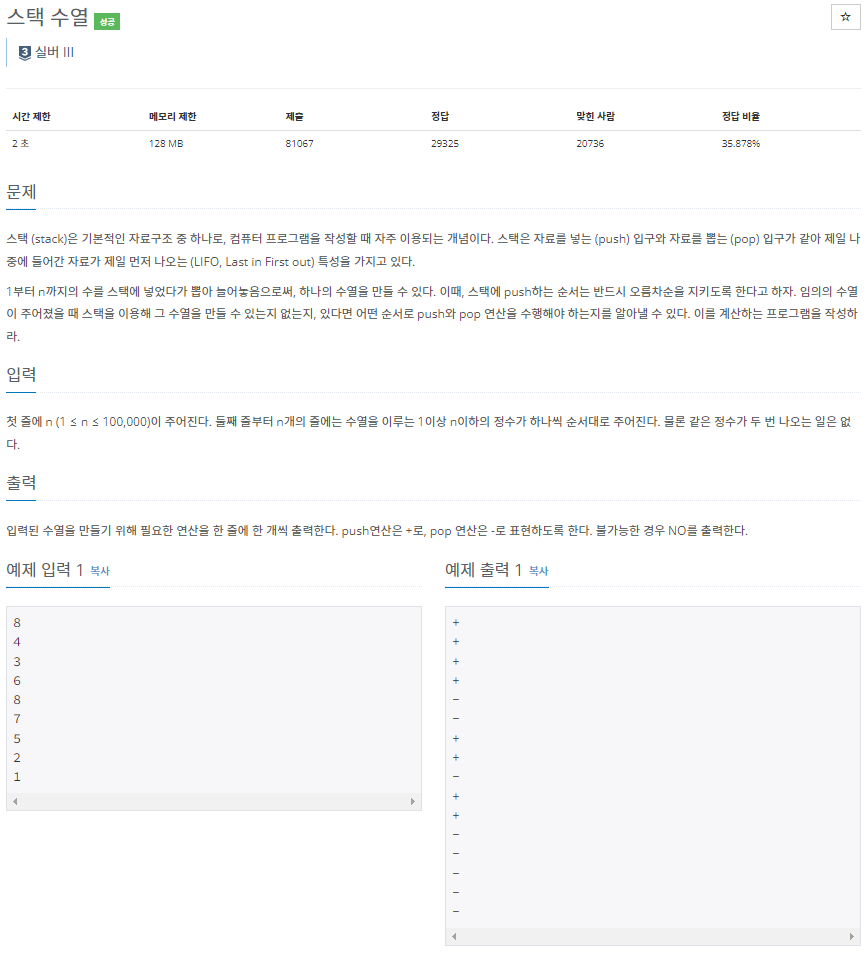 스택 수열 성공
☆
3 실버 III
시간 제한 메모리 제한 제출 정답 맞힌 사람 정답 비율
2 초 128 MB 81067 29325 20736 35.878%
문제
스택 (stack)은 기본적인 자료구조 중 하나로, 컴퓨터 프로그램을 작성할 때 자주 이용되는 개념이다. 스택은 자료를 넣는 (push) 입구와 자료를 뽑는 (pop) 입구가 같아 제일 나
중에 들어간 자료가 제일 먼저 나오는 (LIFO, Last in First out) 특성을 가지고 있다.
1부터 n까지의 수를 스택에 넣었다가 뽑아 늘어놓음으로써, 하나의 수열을 만들 수 있다. 이때, 스택에 push하는 순서는 반드시 오름차순을 지키도록 한다고 하자. 임의의 수열
이 주어졌을 때 스택을 이용해 그 수열을 만들 수 있는지 없는지, 있다면 어떤 순서로 push와 pop 연산을 수행해야 하는지를 알아낼 수 있다. 이를 계산하는 프로그램을 작성하
라.
입력
첫 줄에 n (1 ≤ n ≤ 100,000)이 주어진다. 둘째 줄부터 n개의 줄에는 수열을 이루는 1이상 n이하의 정수가 하나씩 순서대로 주어진다. 물론 같은 정수가 두 번 나오는 일은 없
다.
출력
입력된 수열을 만들기 위해 필요한 연산을 한 줄에 한 개씩 출력한다. push연산은 +로, pop 연산은 -로 표현하도록 한다. 불가능한 경우 NO를 출력한다.
예제 입력 1 복사
8
4
3
6
8
7
5
2
1
예제 출력 1 복사
+
+
+
+
-
-
+
+
-
+
+
-
-
-
-
-